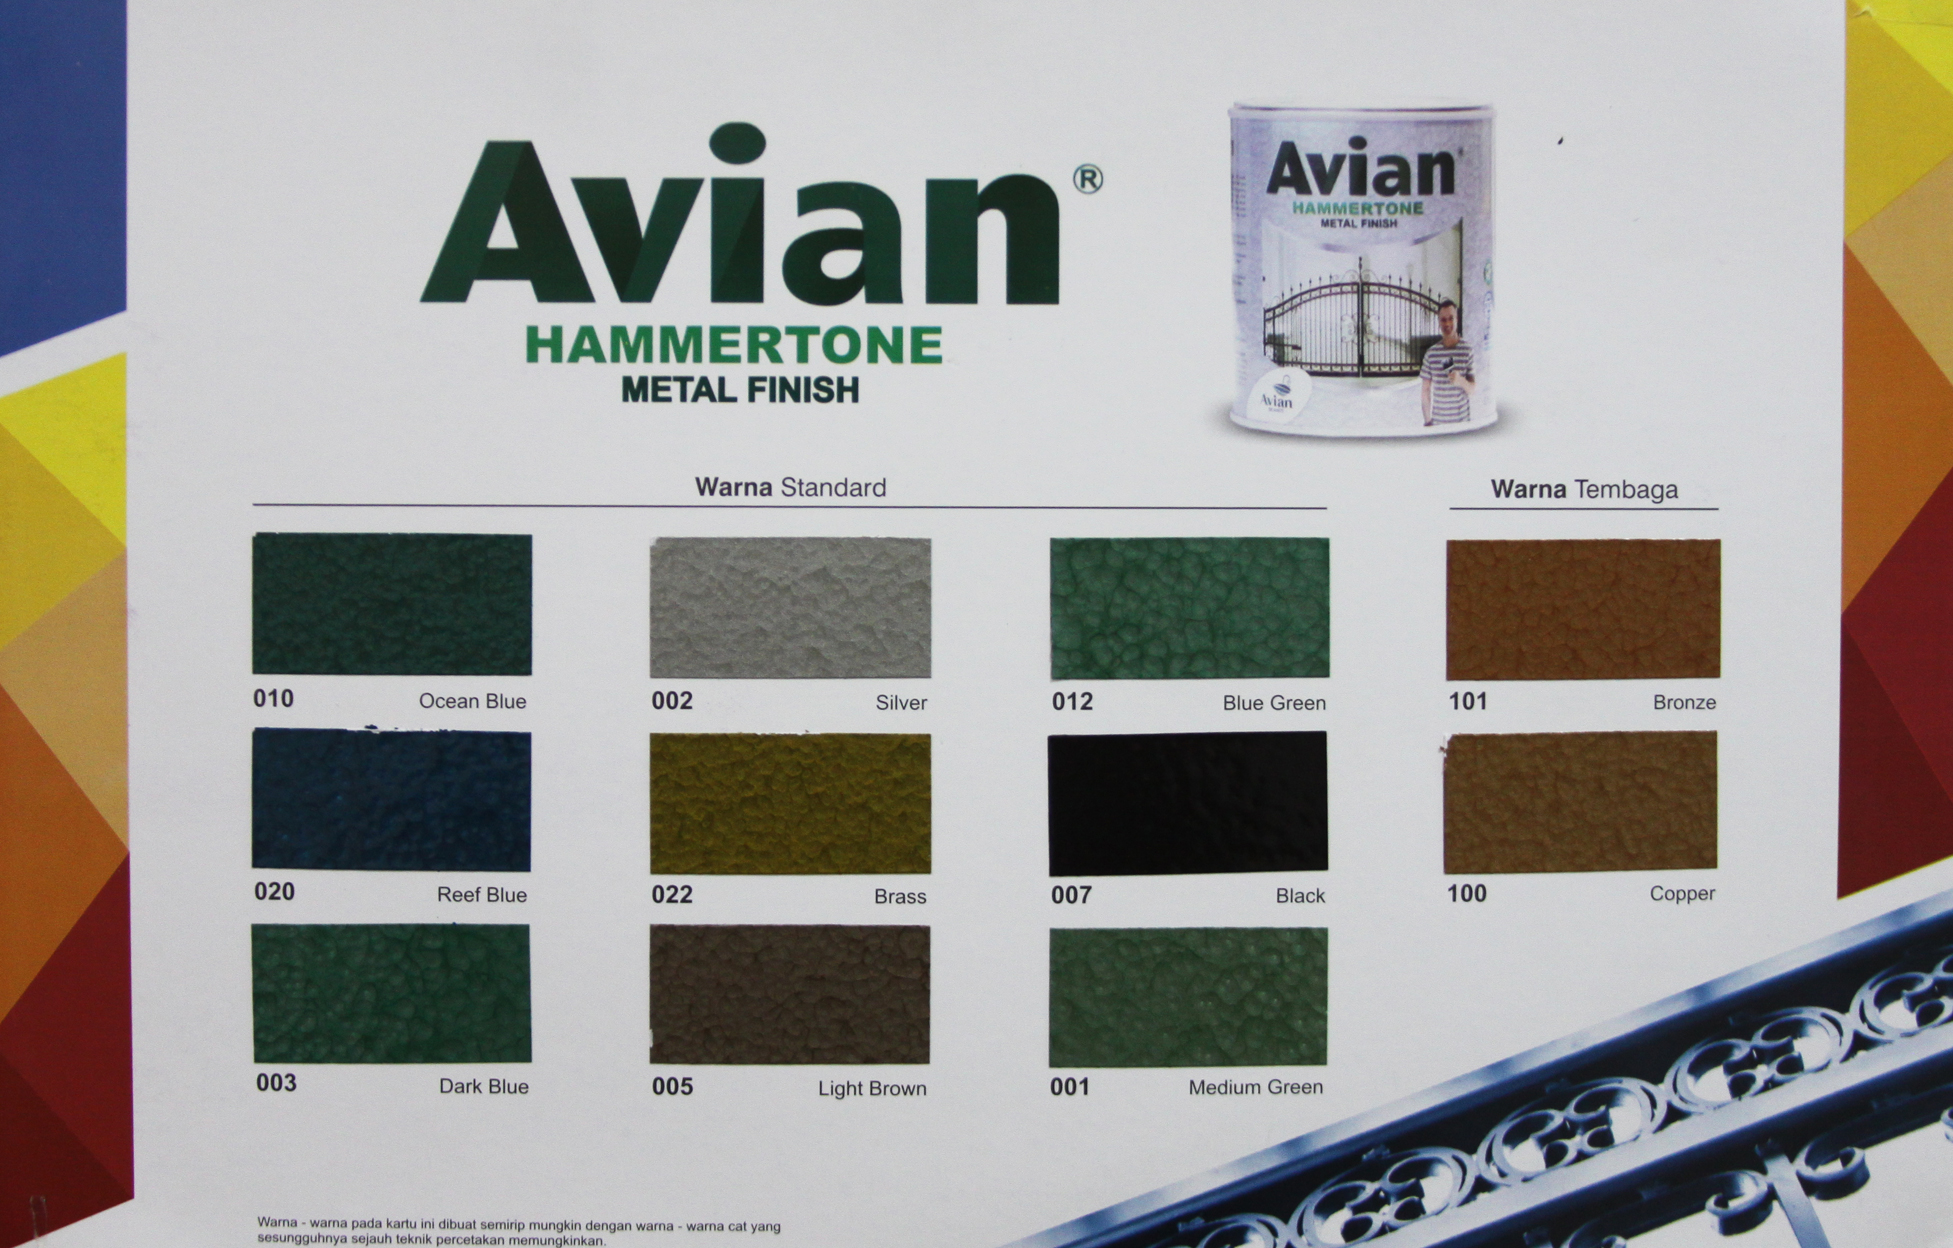 Avian®
HAMMERTONE
METAL FINISH
Avian
HAMMERTONE
METAL FINISH
Avian
Warna Standard
Warna Tembaga
010 Ocean Blue
002 Silver
012 Blue Green
101 Bronze
020 Reef Blue
022 Brass
007 Black
100 Copper
003 Dark Blue
005 Light Brown
001 Medium Green
Warna - warna pada kartu ini dibuat semirip mungkin dengan warna - warna cat yang
sesungguhnya sejauh teknik percetakan memungkinkan.